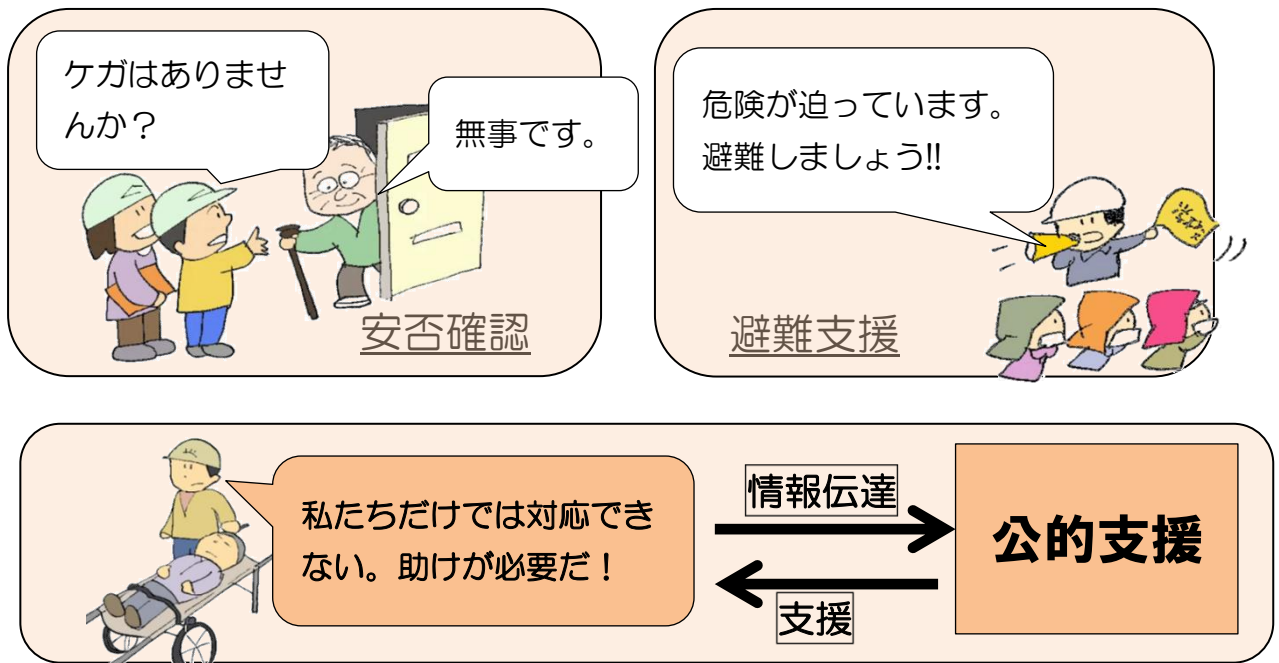 ケガはありませ
んか？
無事です。
安否確認
危険が迫っています。
避難しましょう!!
避難支援
私たちだけでは対応でき
ない。助けが必要だ！
情報伝達
支援
公的支援